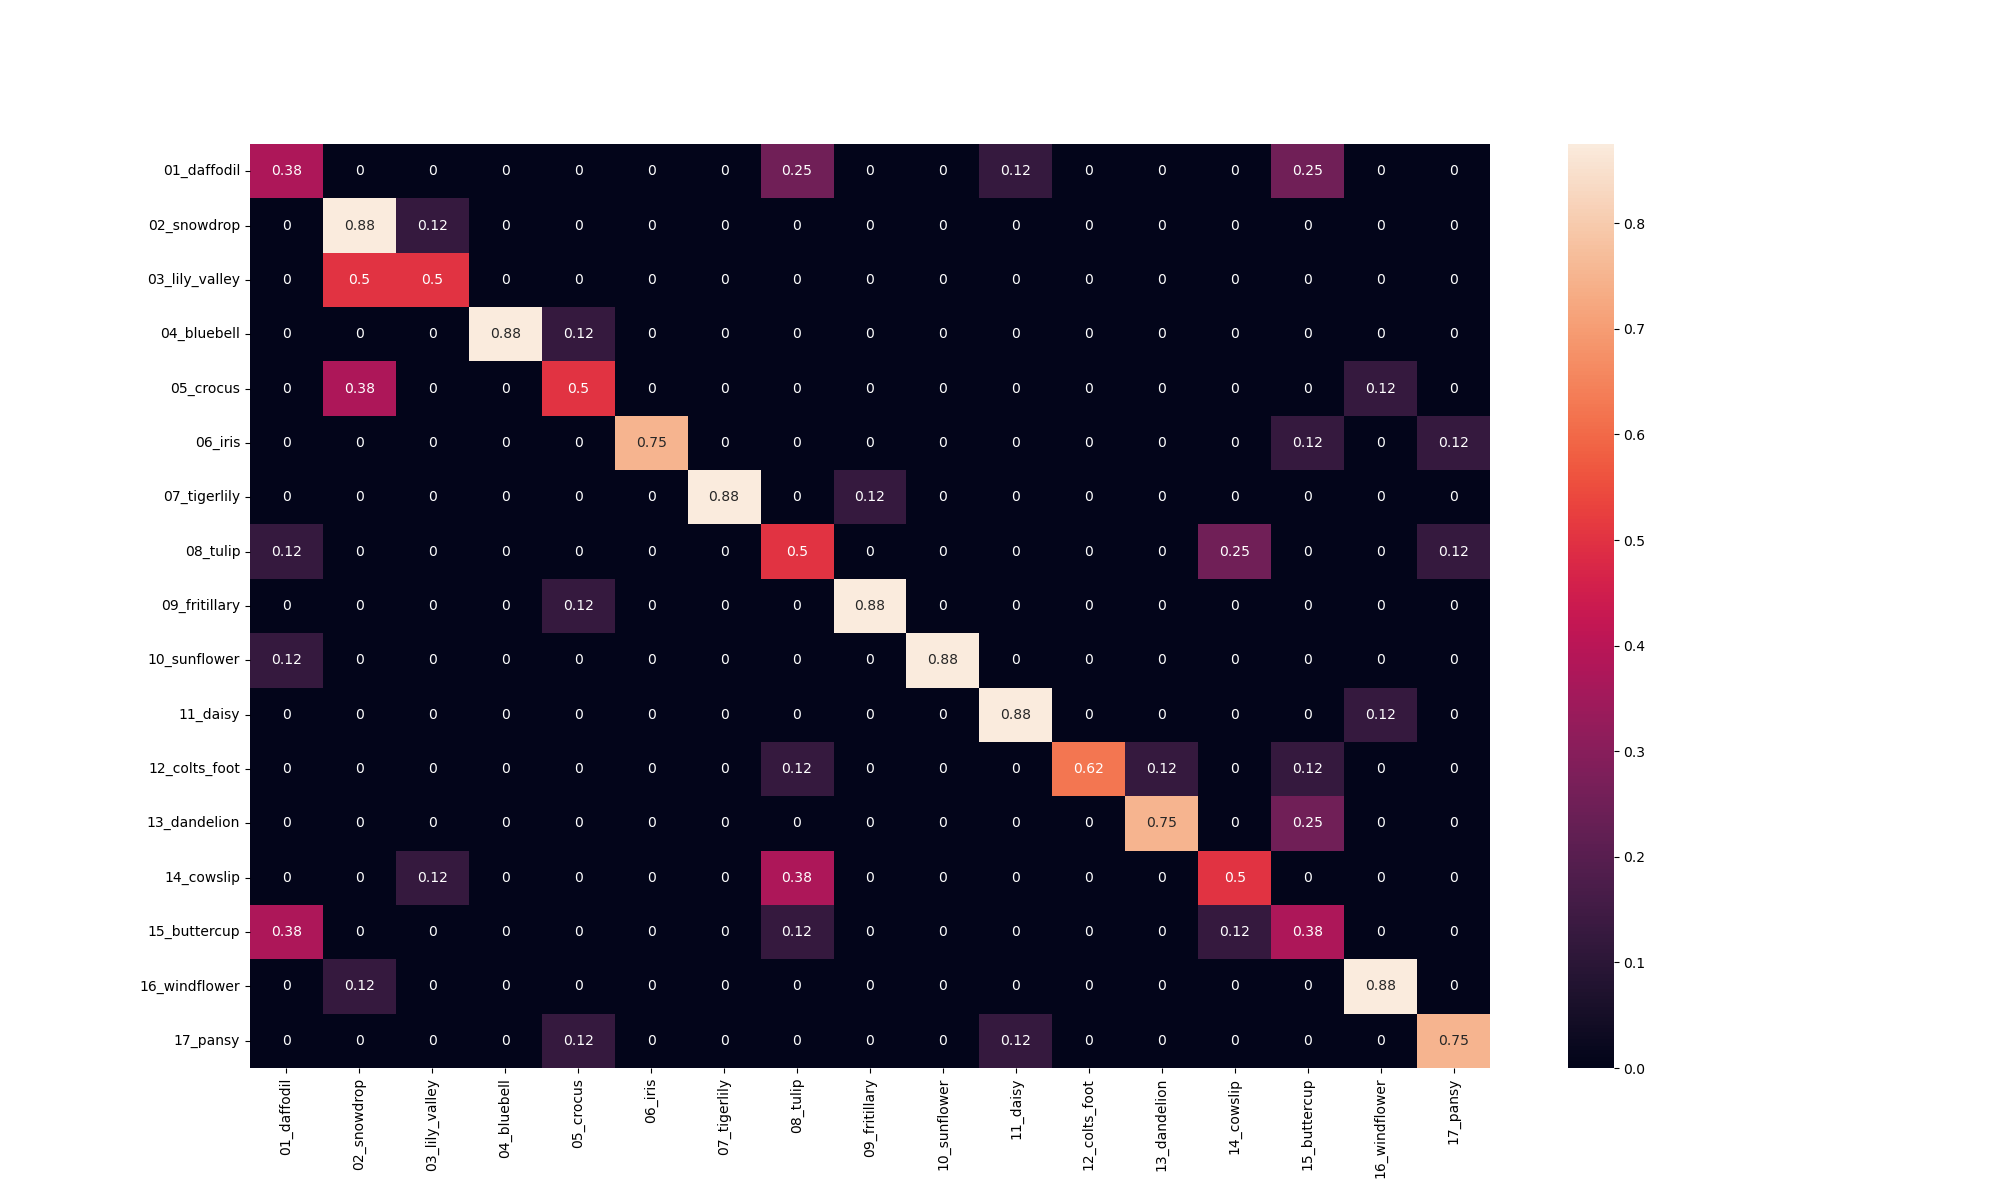 01_daffodil 0.38 0 0 0 0 0 0 0.25 0 0 0.12 0 0 0 0.25 0 0
02_snowdrop 0 0.88 0.12 0 0 0 0 0 0 0 0 0 0 0 0 0 0
03_lily_valley 0 0.5 0.5 0 0 0 0 0 0 0 0 0 0 0 0 0 0
04_bluebell 0 0 0 0.88 0.12 0 0 0 0 0 0 0 0 0 0 0 0
05_crocus 0 0.38 0 0 0.5 0 0 0 0 0 0 0 0 0 0 0.12 0
06_iris 0 0 0 0 0 0.75 0 0 0 0 0 0 0 0 0.12 0 0.12
07_tigerlily 0 0 0 0 0 0 0.88 0 0.12 0 0 0 0 0 0 0 0
08_tulip 0.12 0 0 0 0 0 0 0.5 0 0 0 0 0 0.25 0 0 0.12
09_fritillary 0 0 0 0 0.12 0 0 0 0.88 0 0 0 0 0 0 0 0
10_sunflower 0.12 0 0 0 0 0 0 0 0 0.88 0 0 0 0 0 0 0
11_daisy 0 0 0 0 0 0 0 0 0 0 0.88 0 0 0 0 0.12 0
12_colts_foot 0 0 0 0 0 0 0 0.12 0 0 0 0.62 0.12 0 0.12 0 0
13_dandelion 0 0 0 0 0 0 0 0 0 0 0 0 0.75 0 0.25 0 0
14_cowslip 0 0 0.12 0 0 0 0 0.38 0 0 0 0 0 0.5 0 0 0
15_buttercup 0.38 0 0 0 0 0 0 0.12 0 0 0 0 0 0.12 0.38 0 0
16_windflower 0 0.12 0 0 0 0 0 0 0 0 0 0 0 0 0 0.88 0
17_pansy 0 0 0 0 0.12 0 0 0 0 0 0.12 0 0 0 0 0 0.75
01_daffodil
02_snowdrop
03_lily_valley
04_bluebell
05_crocus
06_iris
07_tigerlily
08_tulip
09_fritillary
10_sunflower
11_daisy
12_colts_foot
13_dandelion
14_cowslip
15_buttercup
16_windflower
17_pansy
0.8
0.7
0.6
0.5
0.4
0.3
0.2
0.1
0.0